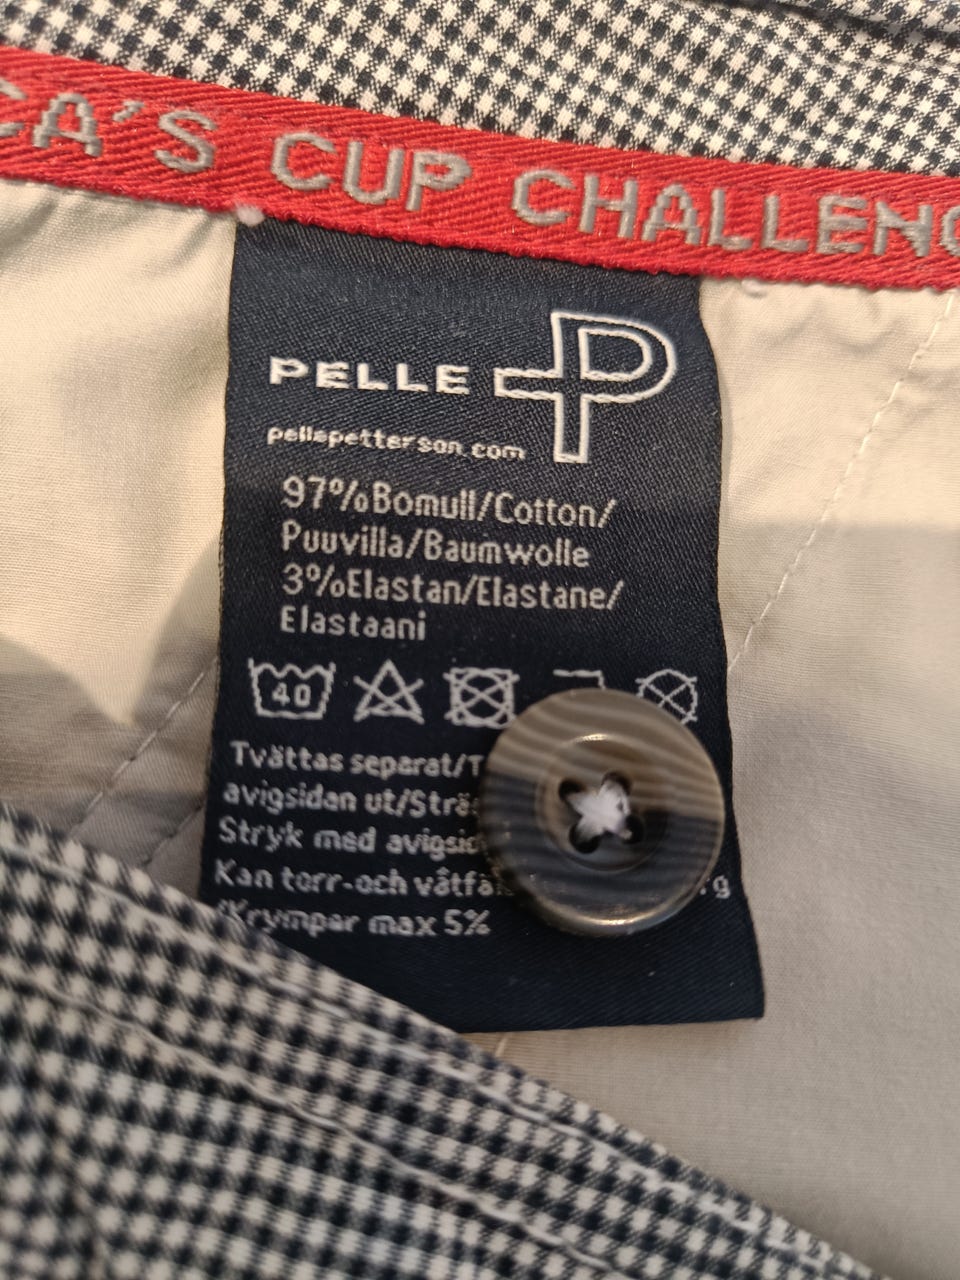 CA'S CUP CHALLENG
PELLE P
pellepetterson.com
97%Bomull/Cotton/
Puuvilla/Baumwolle
3%Elastan/Elastane/
Elastaani
40
Tvättas separat/T
avigsidan ut/Strä
Stryk med avigsid
Kan torr-och våtfä g
/Krympar max 5%